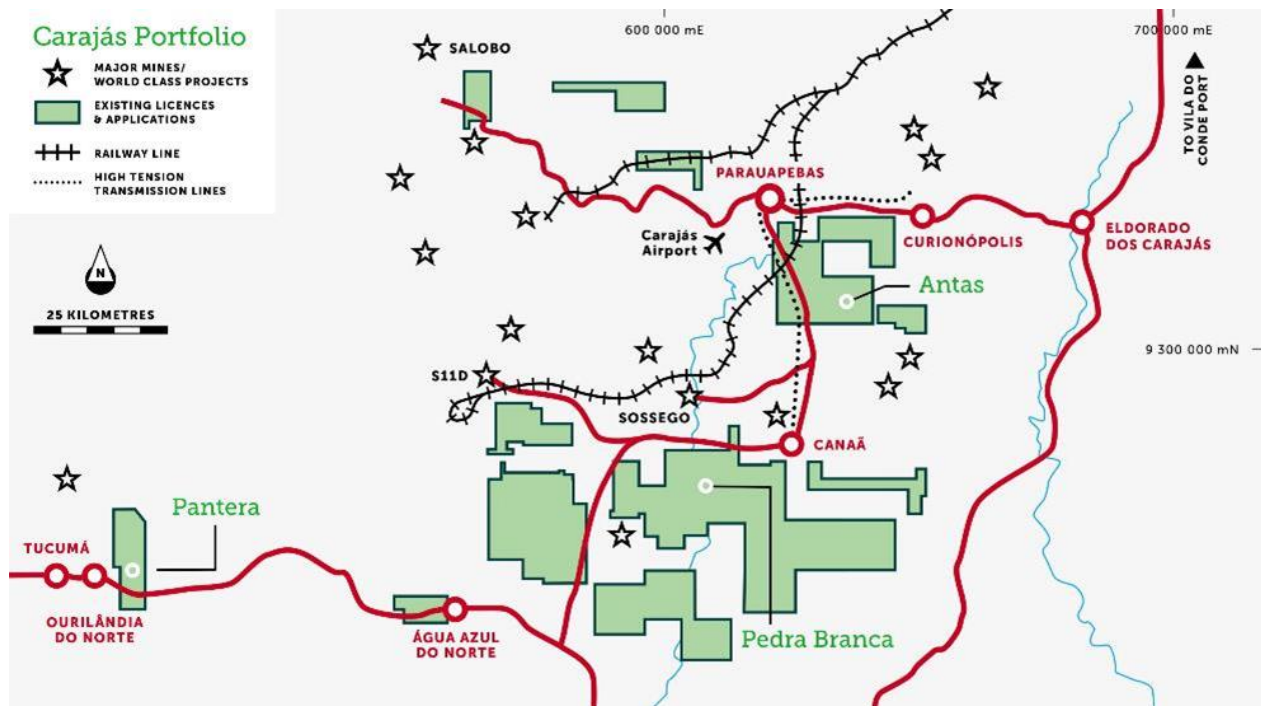 Carajás Portfolio
MAJOR MINES/
WORLD CLASS PROJECTS
EXISTING LICENCES
& APPLICATIONS
RAILWAY LINE
HIGH TENSION
TRANSMISSION LINES
N
25 KILOMETRES
600 000 mE
700 000 mE
TO VILA DO
CONDE PORT
SALOBO
PARAUAPEBAS
Carajás
Airport
CURIONÓPOLIS
ELDORADO
DOS CARAJÁS
Antas
9 300 000 mN
S11D
SOSSEGO
CANAÃ
Pantera
TUCUMÁ
OURILÂNDIA
DO NORTE
ÁGUA AZUL
DO NORTE
Pedra Branca